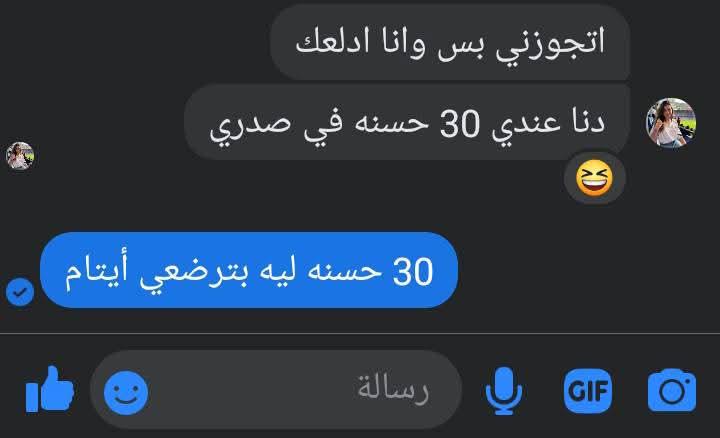 اتجوزني بس وانا ادلعك
دنا عندي 30 حسنه في صدري
30 حسنه ليه بترضعي أيتام
رسالة
GIF